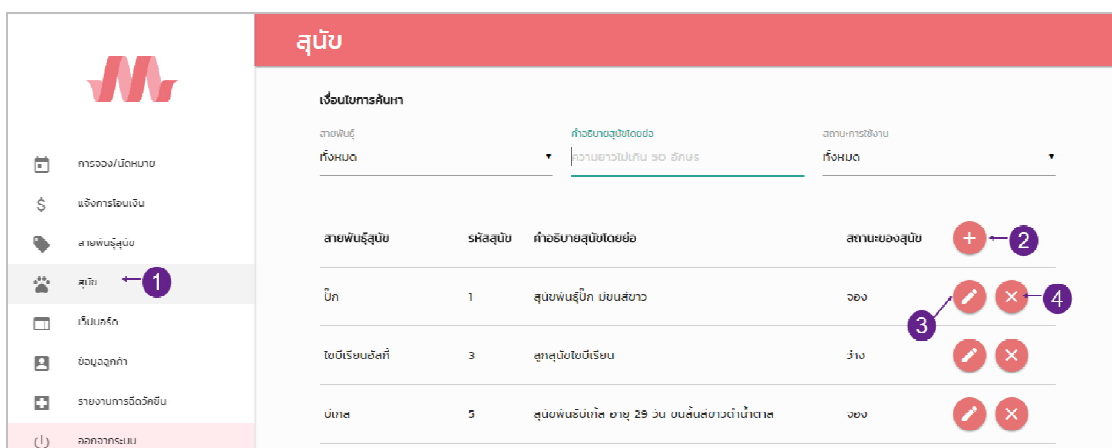 สุนัข
เงื่อนไขการค้นหา
สายพันธุ์ คำอธิบายสุนัขโดยย่อ สถานะการใช้งาน
ทั้งหมด ความยาวไม่เกิน 50 อักษร ทั้งหมด
การจอง/นัดหมาย
แจ้งการโอนเงิน
สายพันธุ์สุนัข
สุนัข 1
เว็บบอร์ด
ข้อมูลลูกค้า
รายงานการฉีดวัคซีน
ออกจากระบบ
สายพันธุ์สุนัข รหัสสุนัข คำอธิบายสุนัขโดยย่อ สถานะของสุนัข 2
ปั๊ก 1 สุนัขพันธุ์ปั๊ก มีขนสีขาว จอง 4
3
ไซบีเรียนฮัสกี้ 3 ลูกสุนัขไซบีเรียน ว่าง
บีเกิล 5 สุนัขพันธ์บีเกิ้ล อายุ 29 วัน ขนสั้นสีขาวดำน้ำตาล จอง